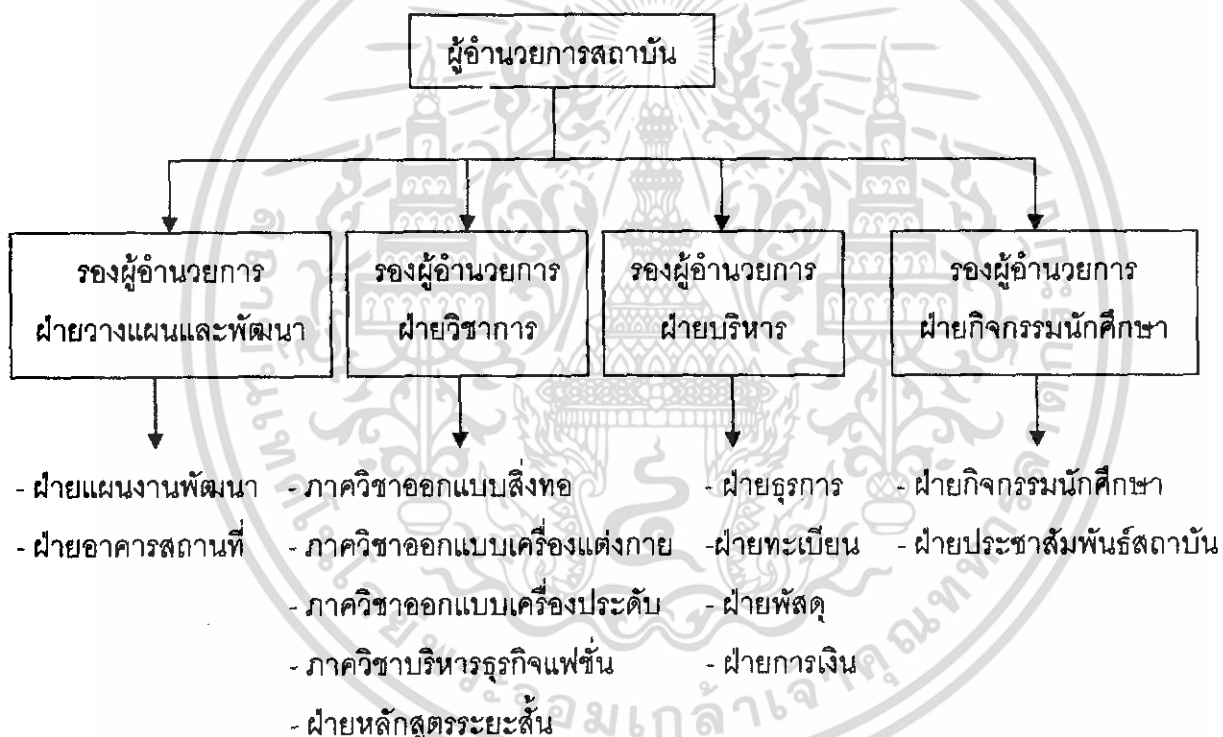 ผู้อำนวยการสถาบัน
รองผู้อำนวยการ
ฝ่ายวางแผนและพัฒนา
รองผู้อำนวยการ
ฝ่ายวิชาการ
รองผู้อำนวยการ
ฝ่ายบริหาร
รองผู้อำนวยการ
ฝ่ายกิจกรรมนักศึกษา
- ฝ่ายแผนงานพัฒนา
- ฝ่ายอาคารสถานที่
- ภาควิชาออกแบบสิ่งทอ
- ภาควิชาออกแบบเครื่องแต่งกาย
- ภาควิชาออกแบบเครื่องประดับ
- ภาควิชาบริหารธุรกิจแฟชั่น
- ฝ่ายหลักสูตรระยะสั้น
- ฝ่ายธุรการ
-ฝ่ายทะเบียน
- ฝ่ายพัสดุ
- ฝ่ายการเงิน
- ฝ่ายกิจกรรมนักศึกษา
- ฝ่ายประชาสัมพันธ์สถาบัน